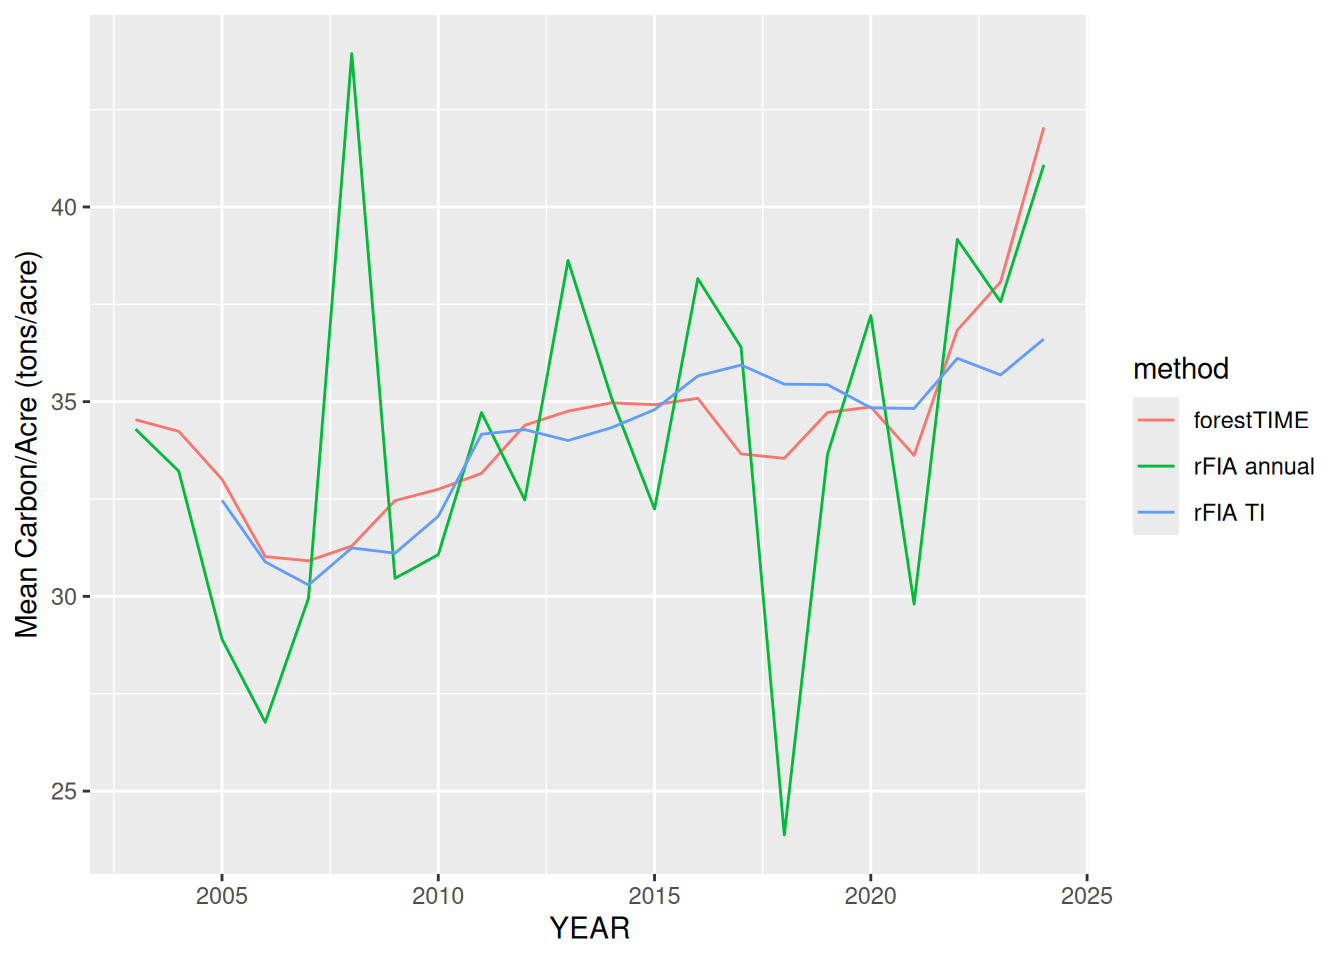 Mean Carbon/Acre (tons/acre)
40
35
30
25
2005 2010 2015 2020 2025
YEAR
method
forestTIME
rFIA annual
rFIA TI